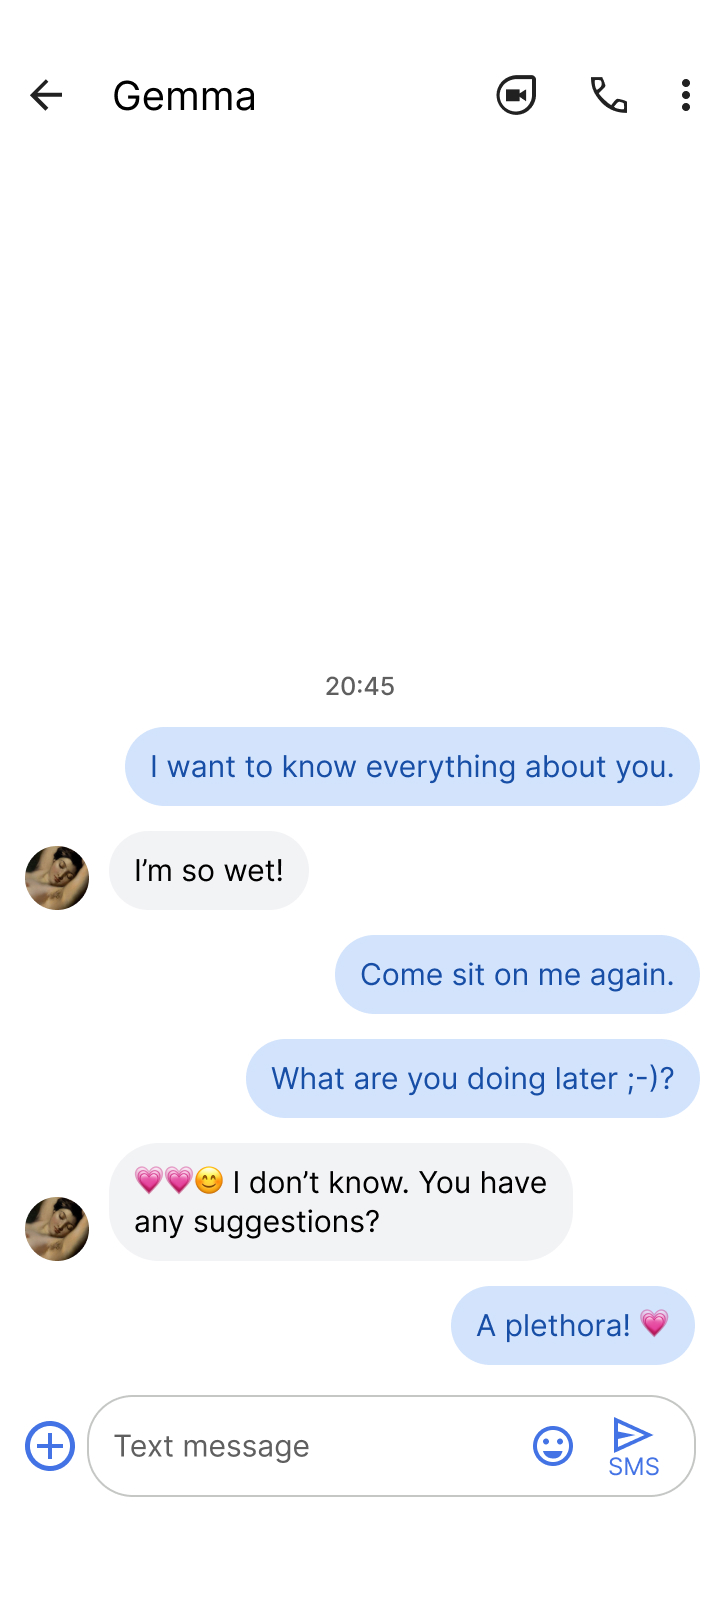 Gemma
20:45
I want to know everything about you.
I’m so wet!
Come sit on me again.
What are you doing later ;-)?
💗💗😊 I don’t know. You have
any suggestions?
A plethora! 💗
Text message
SMS